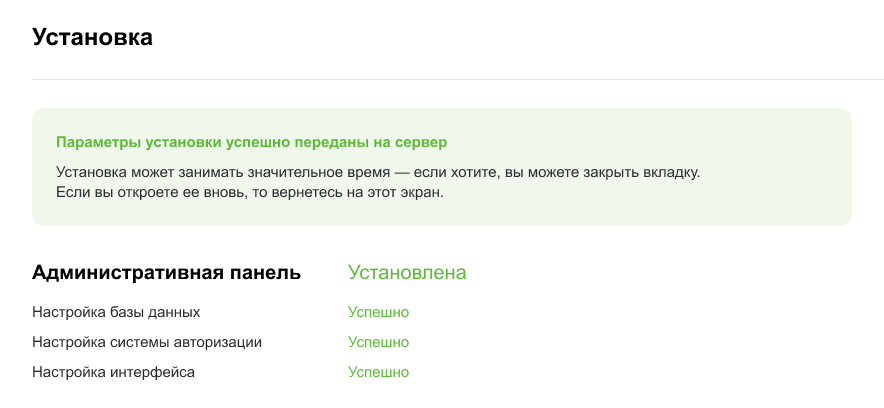 Установка
Параметры установки успешно переданы на сервер
Установка может занимать значительное время — если хотите, вы можете закрыть вкладку.
Если вы откроете ее вновь, то вернетесь на этот экран.
Административная панель Установлена
Настройка базы данных Успешно
Настройка системы авторизации Успешно
Настройка интерфейса Успешно